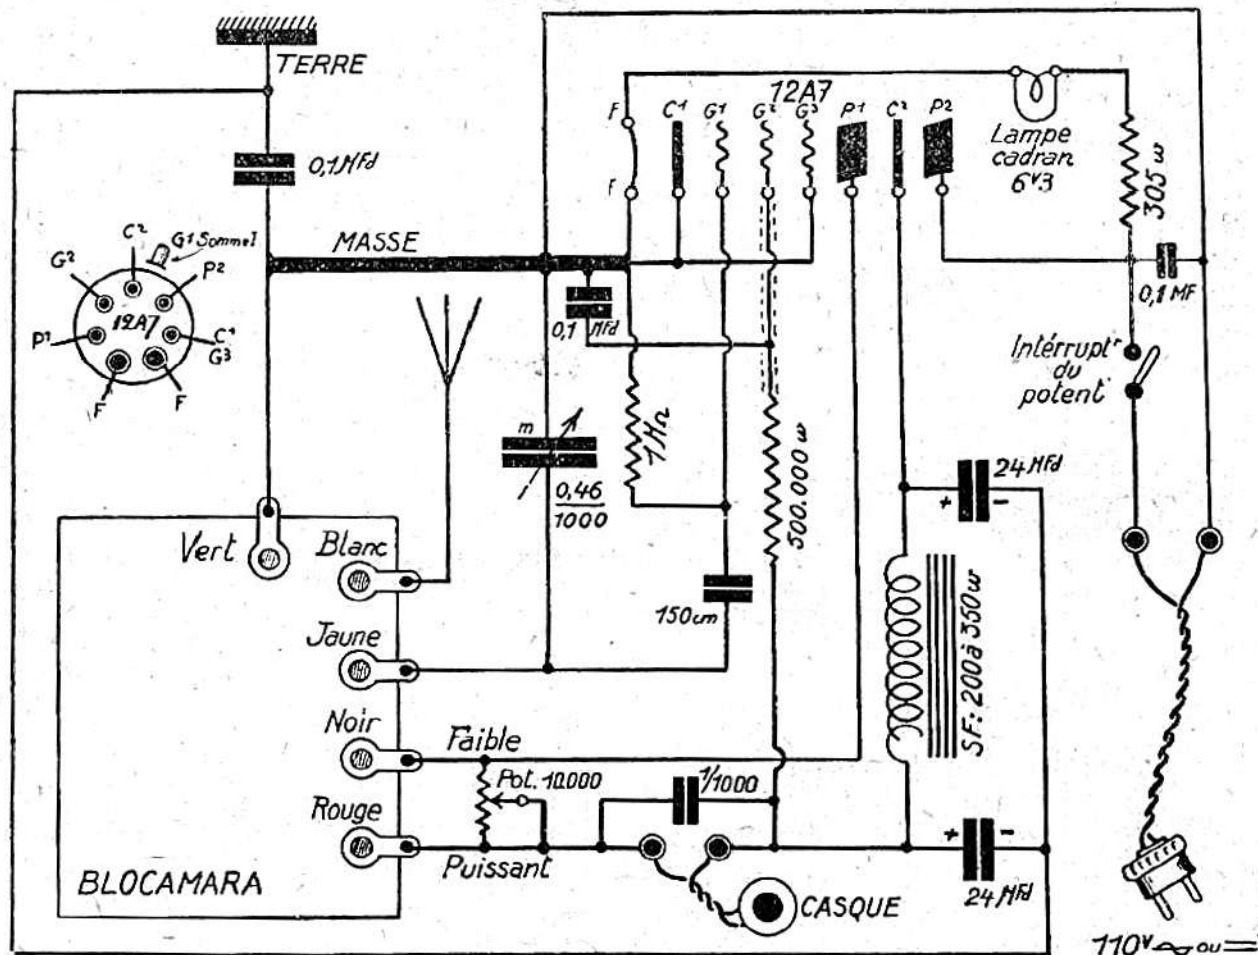 TERRE
0,1 Mfd
C²
G1 Sommet
G²
P2
12A7
P1
C¹
G³
F
F
MASSE
12A7
F
C¹
G1
G²
G³
P1
C²
P2
F
Lampe
cadran
6V3
305 w
0,1 MF
Intérrupt^r
du
potent^r
0,1 Mfd
1MΩ
m
0,46
1000
500.000 w
24 Mfd
+ -
150cm
SF: 200 à 350 w
Vert
Blanc
Jaune
Noir
Faible
Pot. 10.000
1/1000
Rouge
Puissant
+ -
24 Mfd
BLOCAMARA
CASQUE
110V ~ ou =